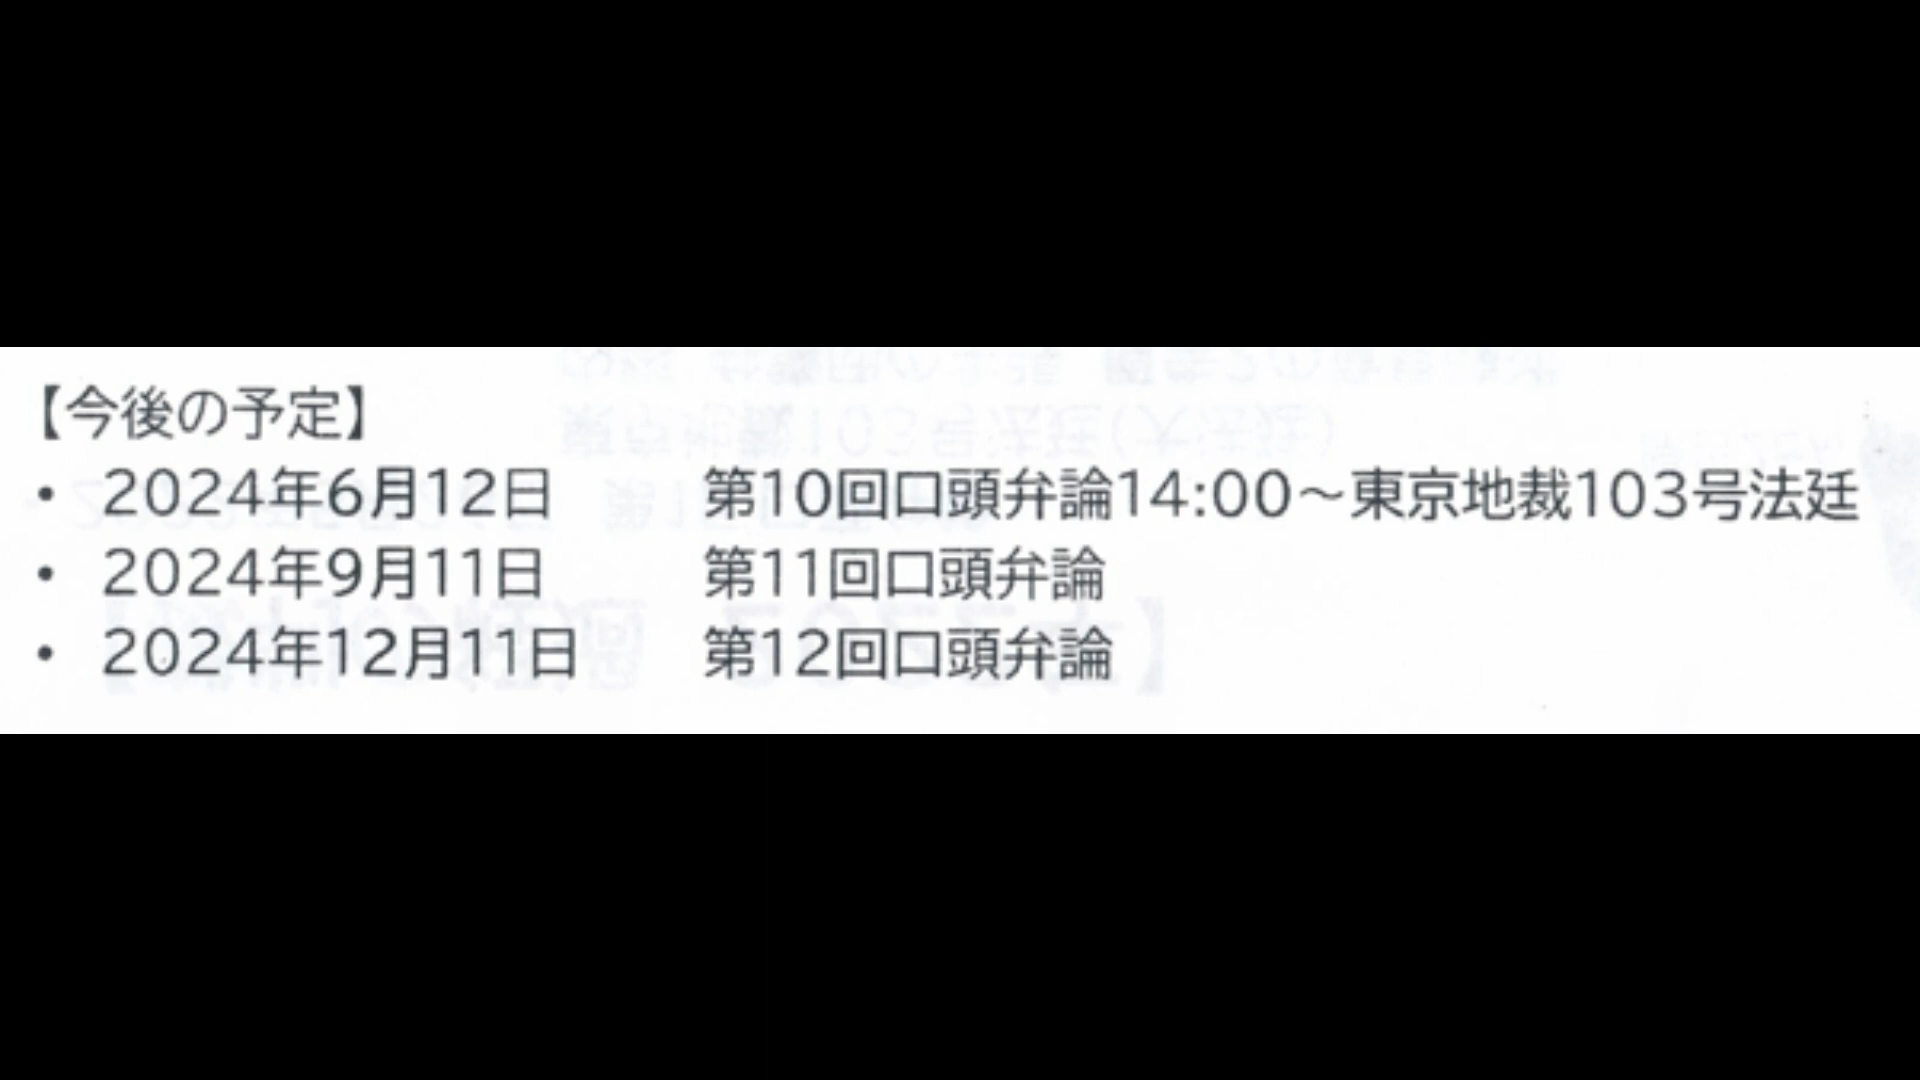 【今後の予定】
• 2024年6月12日 第10回口頭弁論14:00～東京地裁103号法廷
• 2024年9月11日 第11回口頭弁論
• 2024年12月11日 第12回口頭弁論